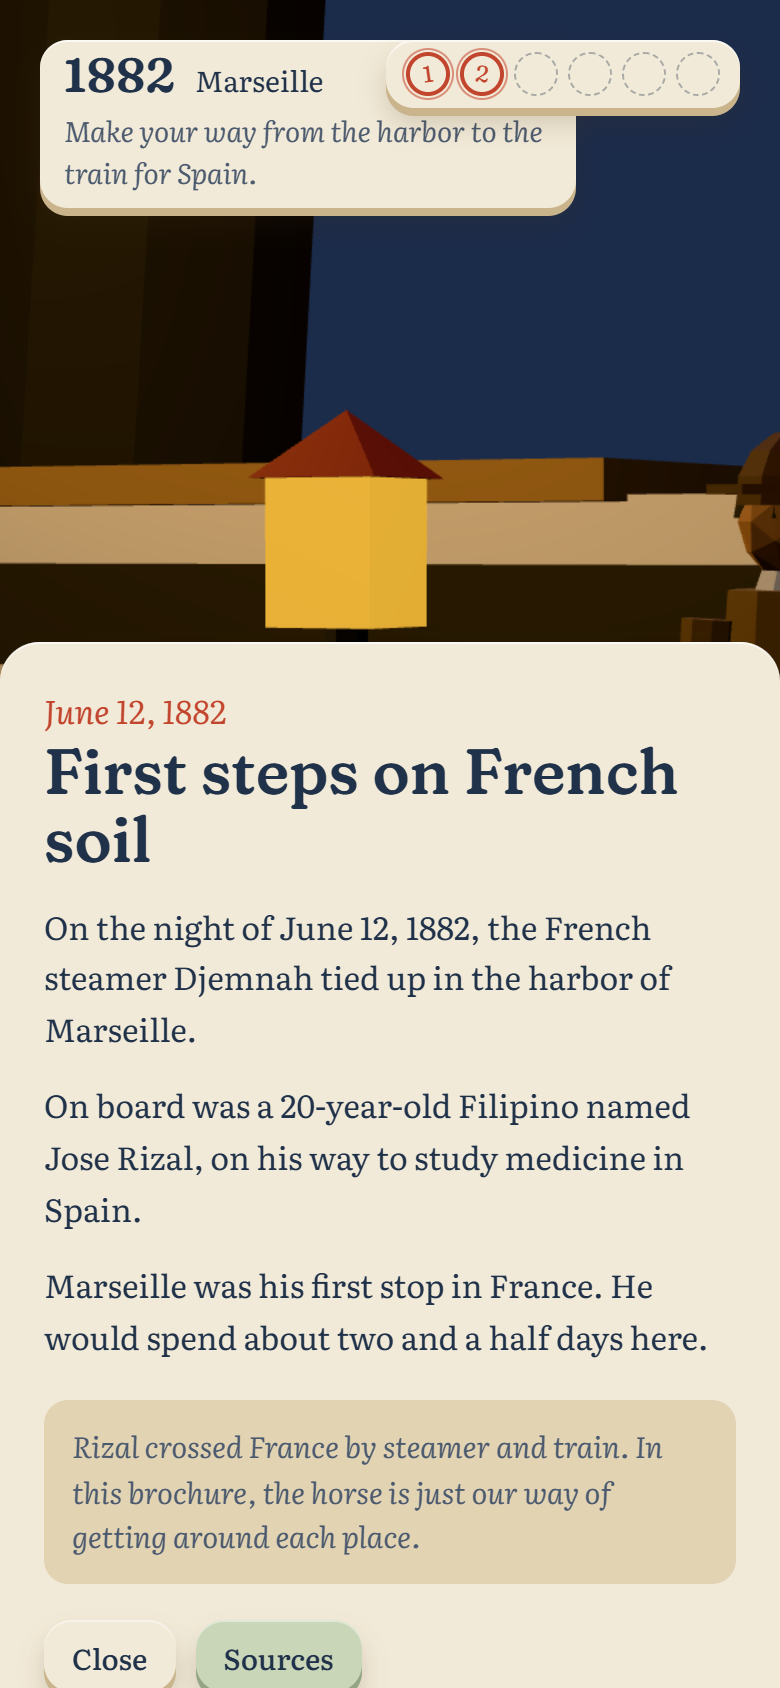 1882 Marseille
1 2
Make your way from the harbor to the
train for Spain.
June 12, 1882
First steps on French
soil
On the night of June 12, 1882, the French
steamer Djemnah tied up in the harbor of
Marseille.
On board was a 20-year-old Filipino named
Jose Rizal, on his way to study medicine in
Spain.
Marseille was his first stop in France. He
would spend about two and a half days here.
Rizal crossed France by steamer and train. In
this brochure, the horse is just our way of
getting around each place.
Close Sources